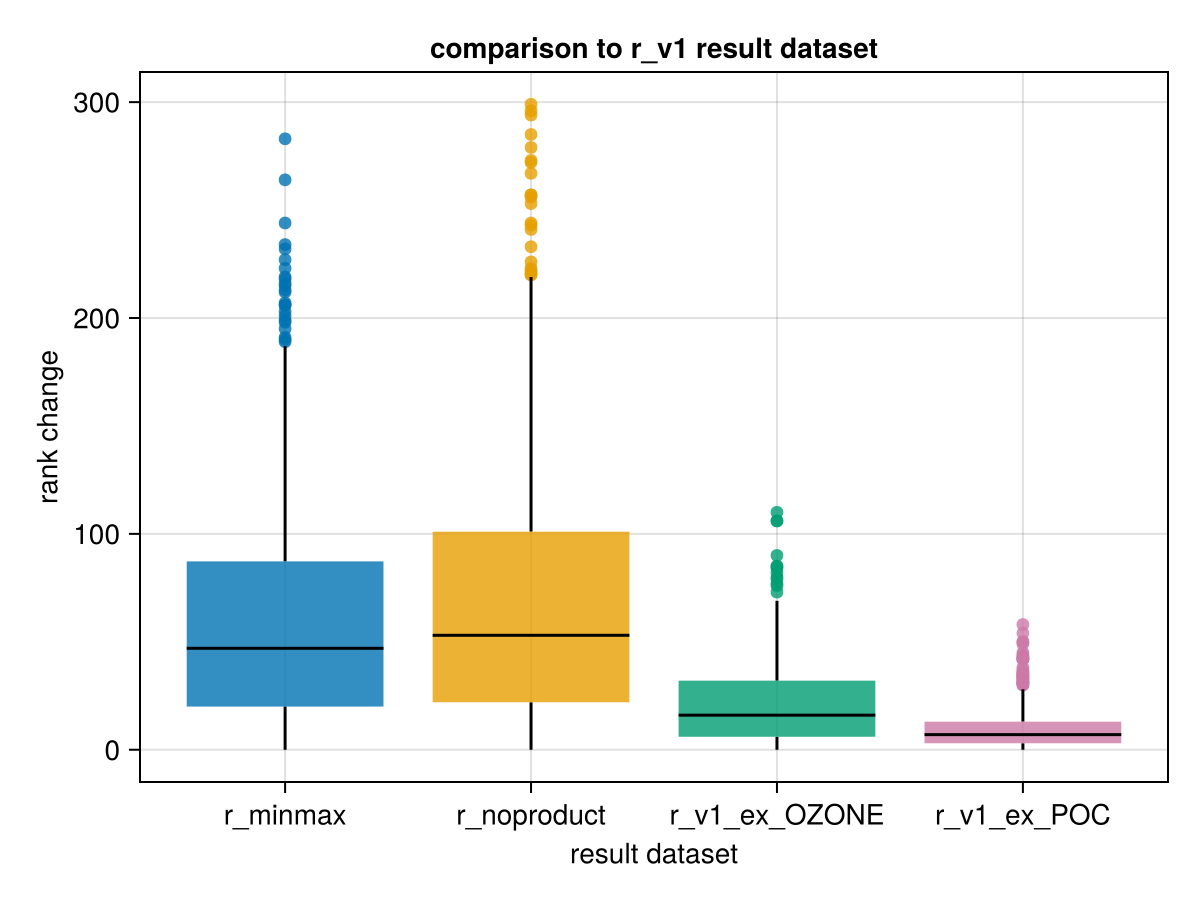 comparison to r_v1 result dataset
300
200
100
0
rank change
r_minmax
r_noproduct
r_v1_ex_OZONE
r_v1_ex_POC
result dataset